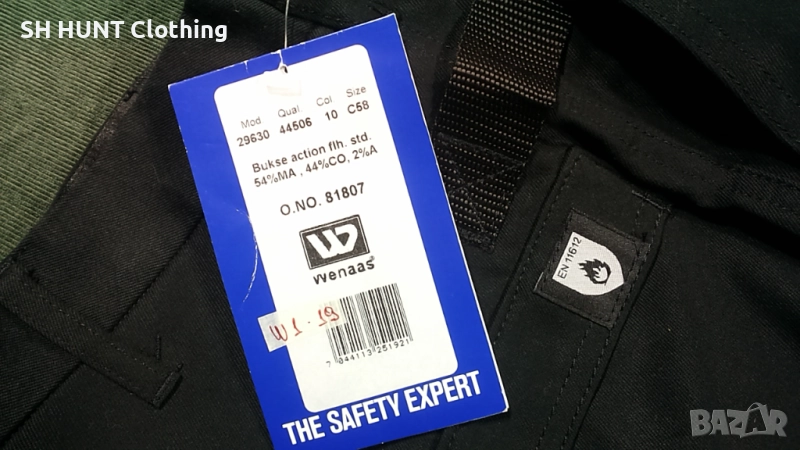 SH HUNT Clothing
Mod Qual. Col Size
29630 44506 10 C58
Bukse action flh. std.
54%MA , 44%CO, 2%A
O.NO. 81807
W
wenaas
W1-19
7 044113 251921
THE SAFETY EXPERT
EN 11612
BAZAR